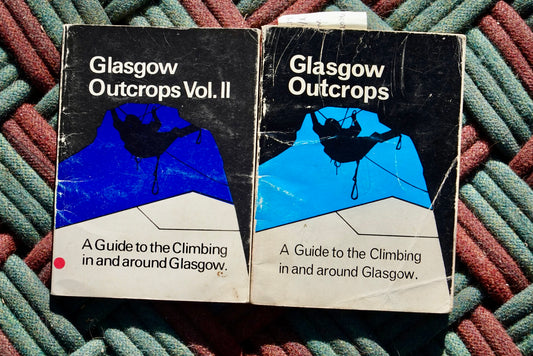 Glasgow
Outcrops Vol. II
A Guide to the Climbing
in and around Glasgow.
Glasgow
Outcrops
A Guide to the Climbing
in and around Glasgow.